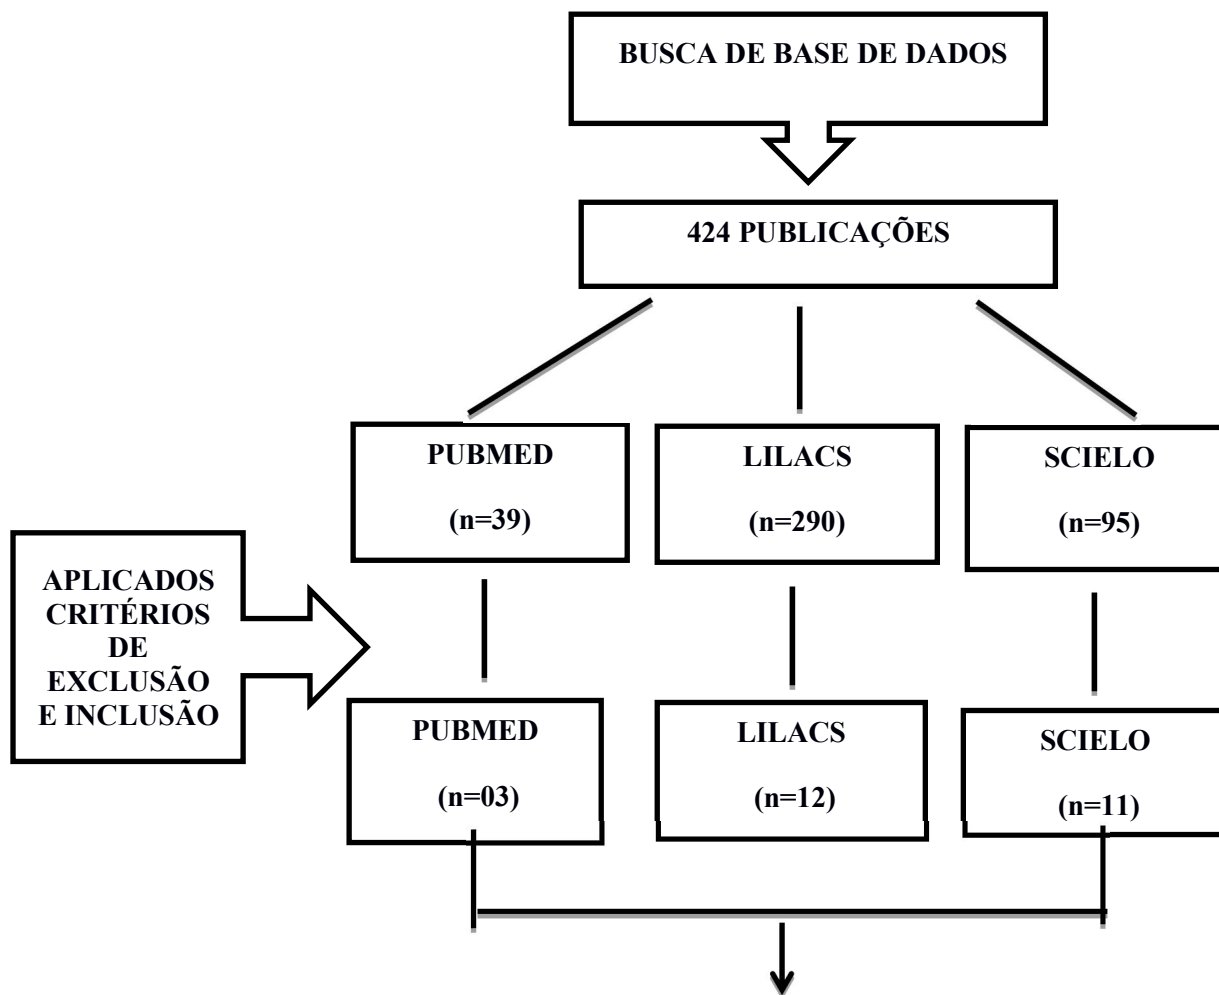 BUSCA DE BASE DE DADOS
424 PUBLICAÇÕES
PUBMED
(n=39)
LILACS
(n=290)
SCIELO
(n=95)
APLICADOS
CRITÉRIOS
DE
EXCLUSÃO
E INCLUSÃO
PUBMED
(n=03)
LILACS
(n=12)
SCIELO
(n=11)